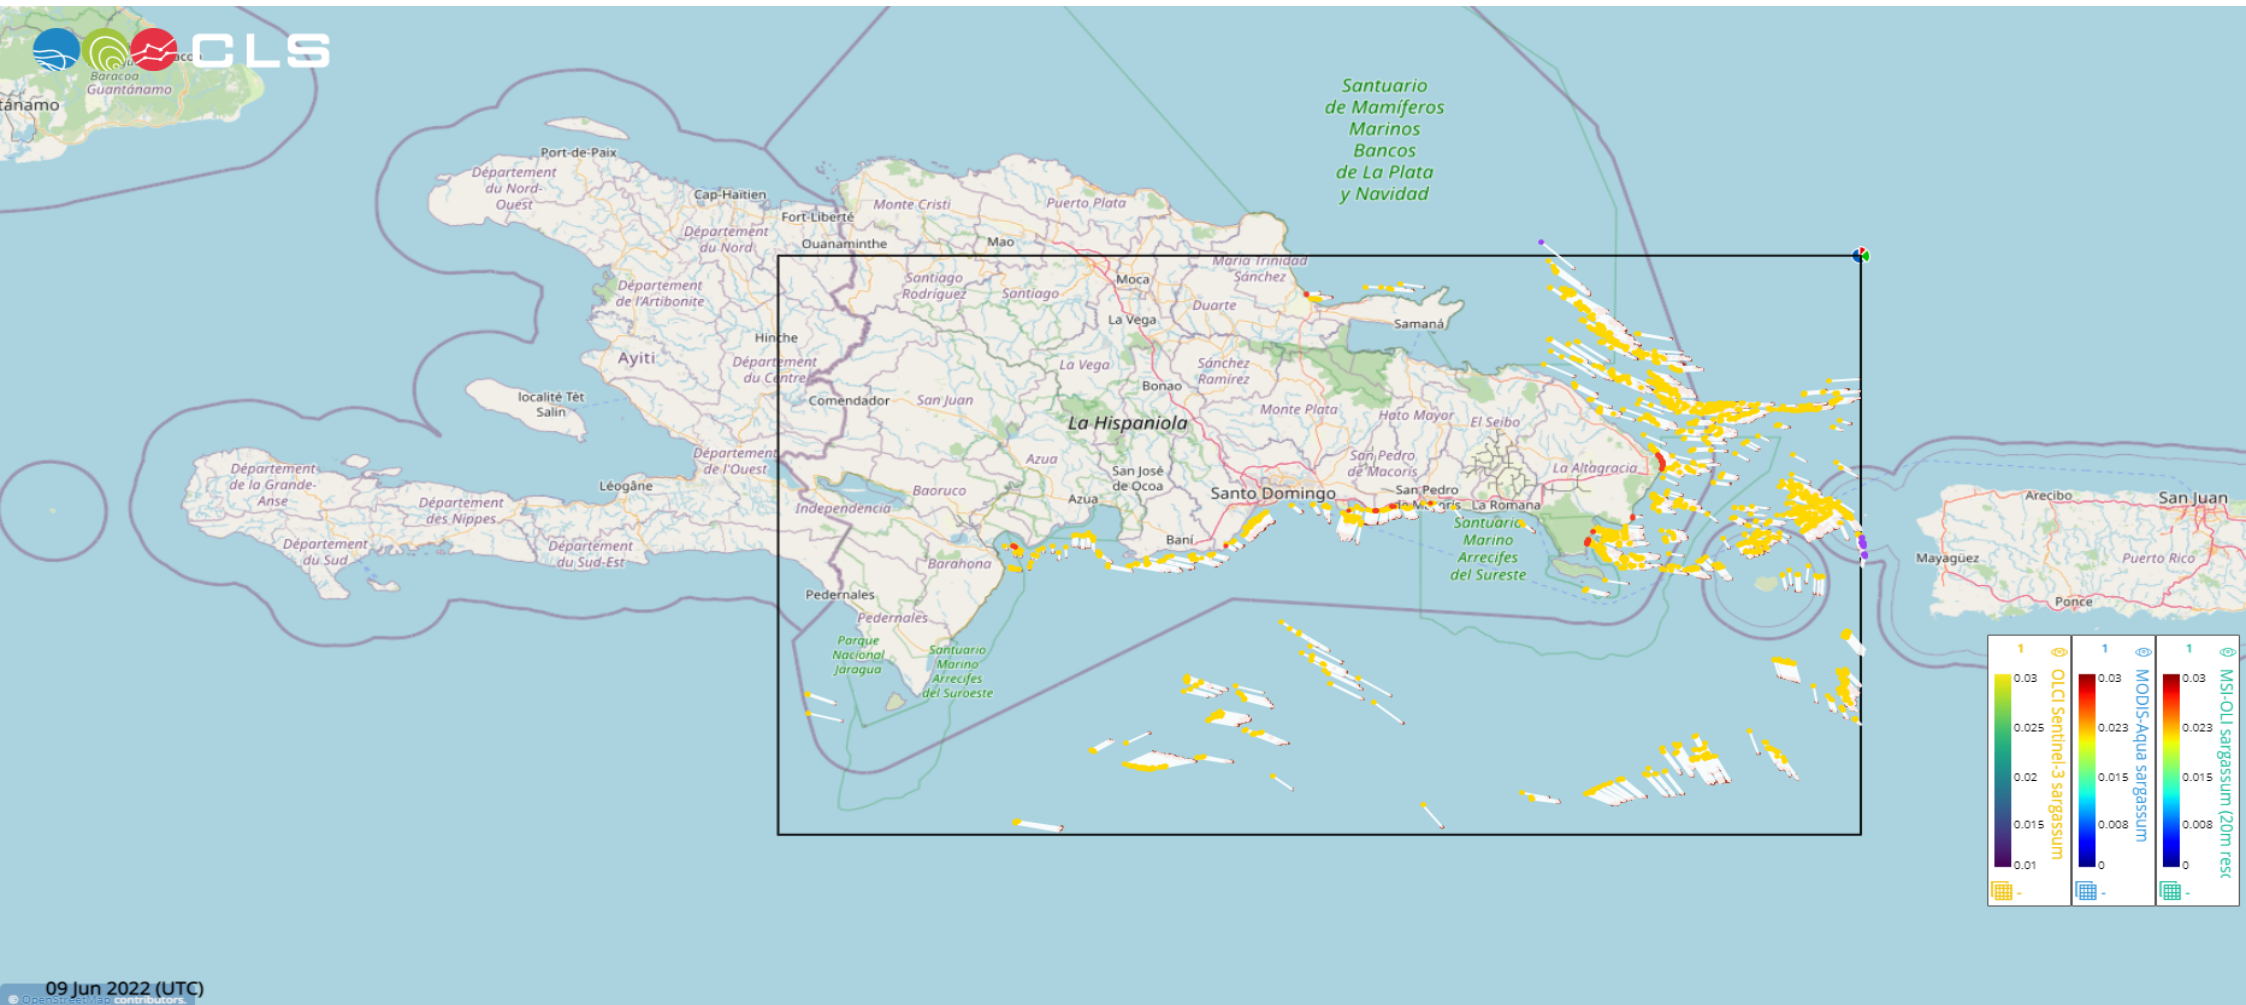 CLS
Baracoa
Guantánamo
tánamo
Santuario
de Mamíferos
Marinos
Bancos
de La Plata
y Navidad
Port-de-Paix
Département
du Nord-
Ouest
Cap-Haïtien
Fort-Liberté
Ouanaminthe
Département
du Nord
Monte Cristi
Puerto Plata
Mao
María Trinidad
Sánchez
Santiago
Rodríguez
Santiago
Moca
Duarte
Département
de l'Artibonite
La Vega
Samaná
Hinche
Ayiti
Département
du Centre
La Vega
Sánchez
Ramírez
Bonao
localité Tèt
Salin
Comendador
San Juan
La Hispaniola
Monte Plata
Hato Mayor
El Seibo
Département
de l'Ouest
Azua
San José
de Ocoa
San Pedro
de Macorís
La Altagracia
Département
de la Grande-
Anse
Léogâne
Baoruco
Azua
Santo Domingo
San Pedro
de Macorís
La Romana
Arecibo
San Juan
Département
des Nippes
Independencia
Santuario
Marino
Arrecifes
del Sureste
Département
du Sud
Département
du Sud-Est
Baní
Barahona
Mayagüez
Puerto Rico
Pedernales
Ponce
Pedernales
Parque
Nacional
Jaragua
Santuario
Marino
Arrecifes
del Suroeste
1
0.03
0.025
0.02
0.015
0.01
-
OLCI Sentinel-3 sargassum
1
0.03
0.023
0.015
0.008
0
-
MODIS-Aqua sargassum
1
0.03
0.023
0.015
0.008
0
-
MSI-OLI sargassum (20m resc
09 Jun 2022 (UTC)
© OpenStreetMap contributors.